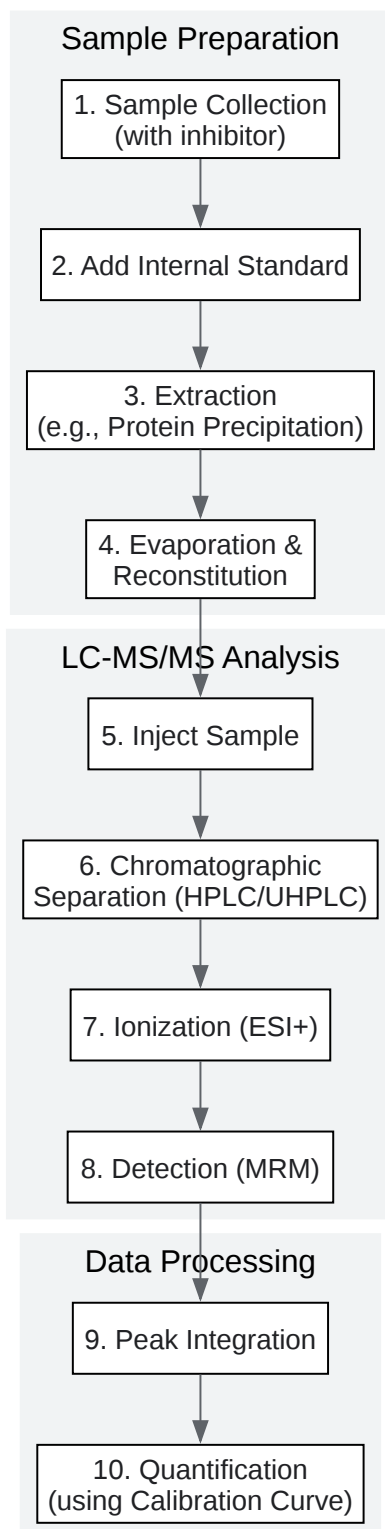 Sample Preparation
1. Sample Collection
(with inhibitor)
2. Add Internal Standard
3. Extraction
(e.g., Protein Precipitation)
4. Evaporation &
Reconstitution
LC-MS/MS Analysis
5. Inject Sample
6. Chromatographic
Separation (HPLC/UHPLC)
7. Ionization (ESI+)
8. Detection (MRM)
Data Processing
9. Peak Integration
10. Quantification
(using Calibration Curve)